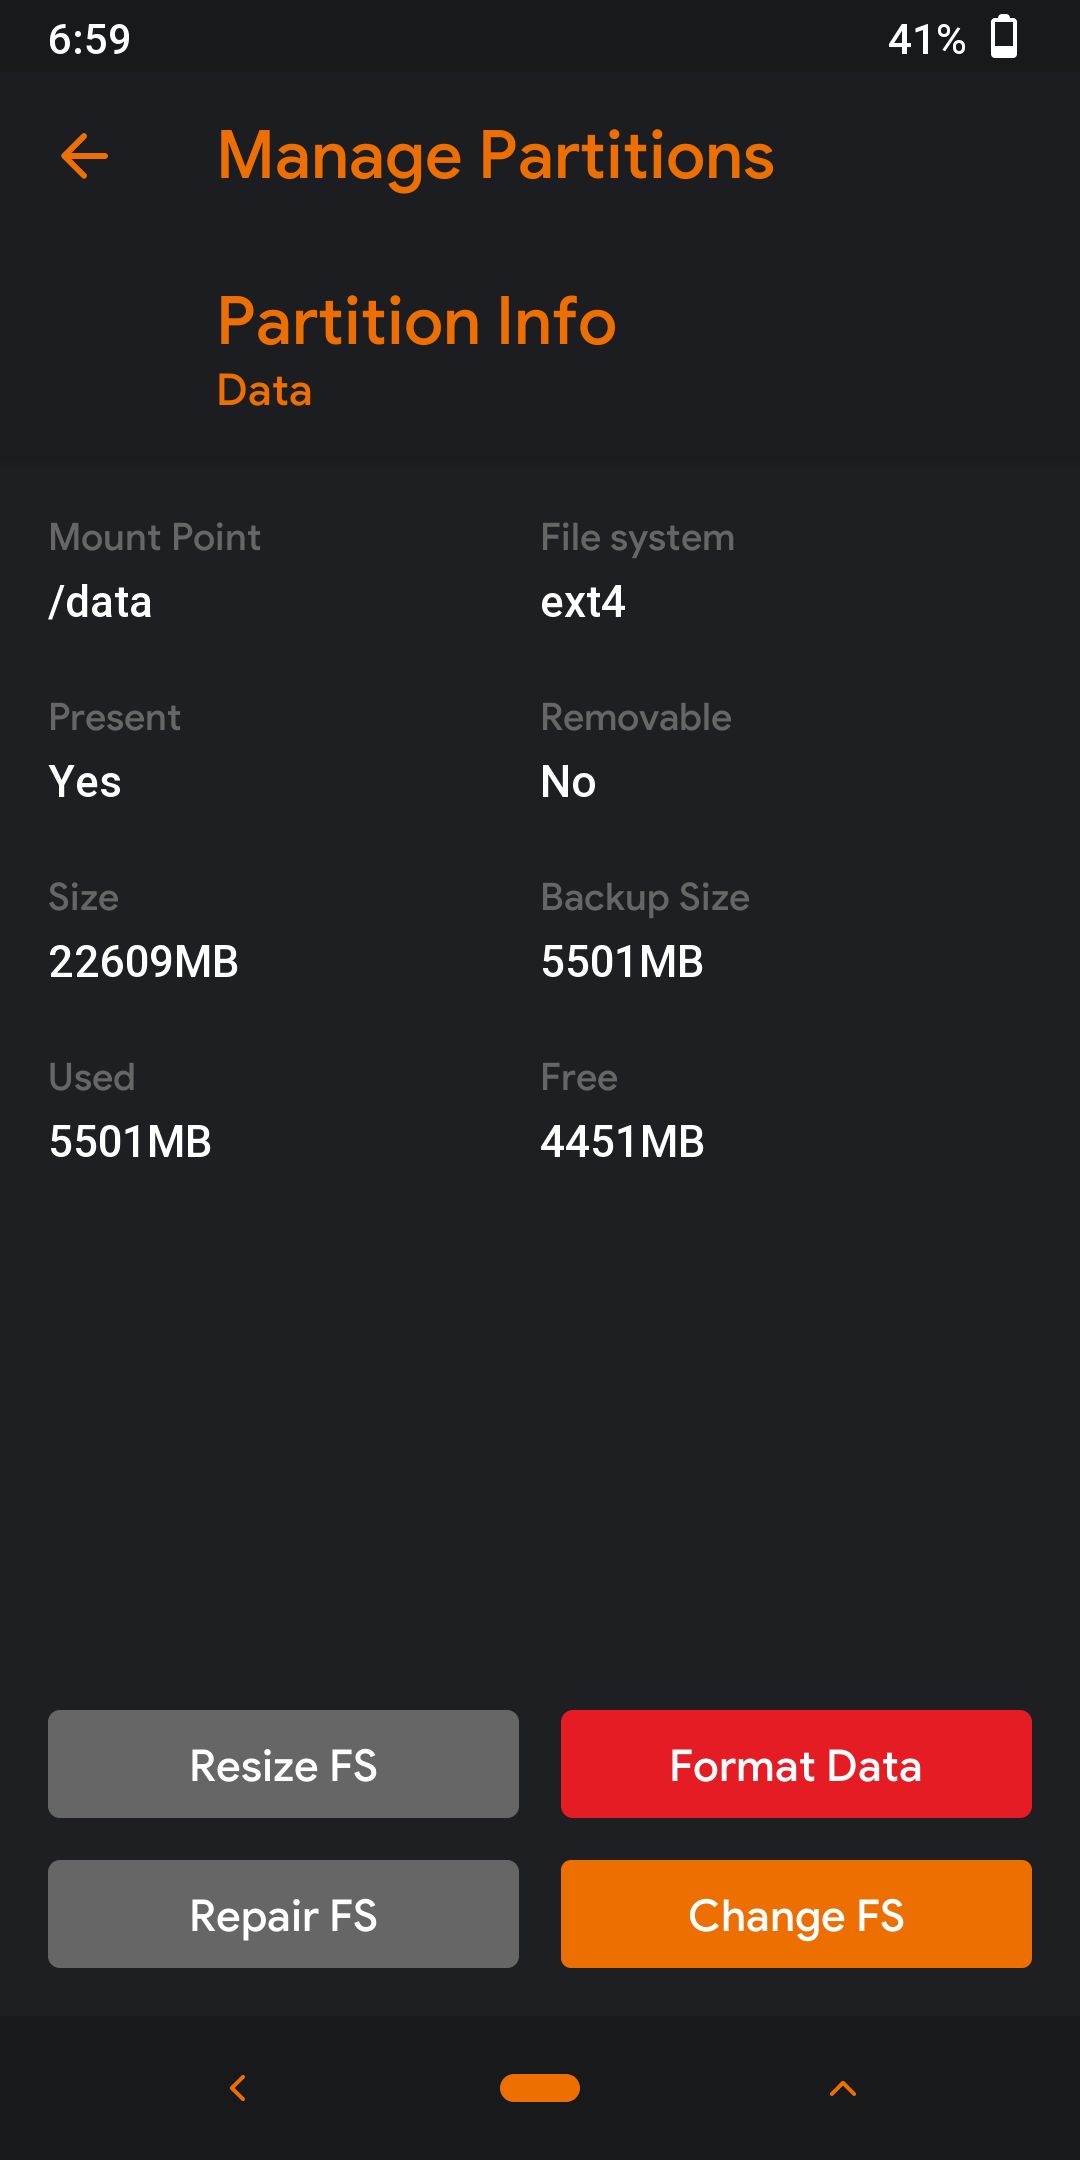 6:59 41%
Manage Partitions
Partition Info
Data
Mount Point File system
/data ext4
Present Removable
Yes No
Size Backup Size
22609MB 5501MB
Used Free
5501MB 4451MB
Resize FS Format Data
Repair FS Change FS